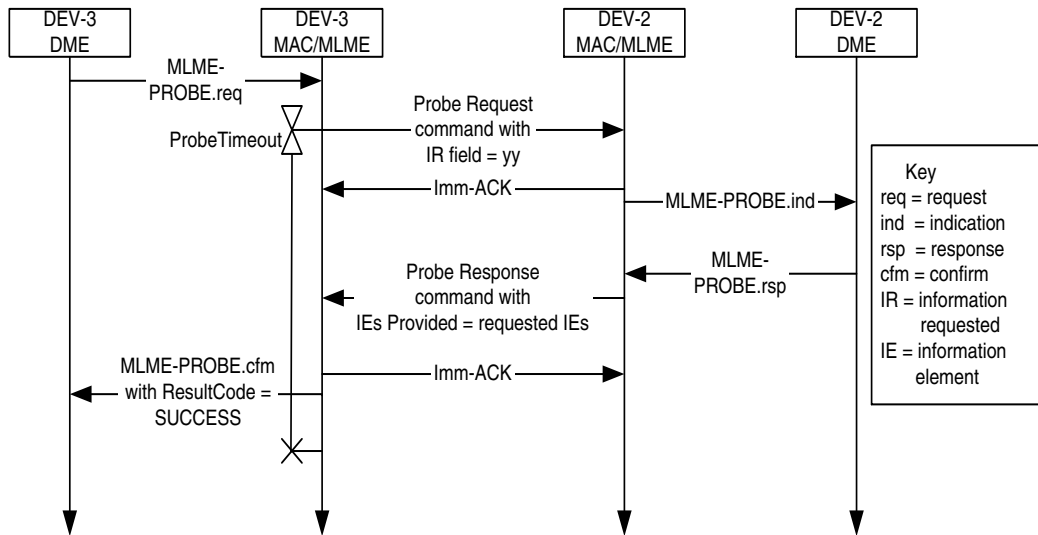 DEV-3
DME
DEV-3
MAC/MLME
DEV-2
MAC/MLME
DEV-2
DME
MLME-
PROBE.req
ProbeTimeout
Probe Request
command with
IR field = yy
Imm-ACK
MLME-PROBE.ind
MLME-
PROBE.rsp
Probe Response
command with
IEs Provided = requested IEs
MLME-PROBE.cfm
with ResultCode =
SUCCESS
Imm-ACK
Key
req = request
ind = indication
rsp = response
cfm = confirm
IR = information
requested
IE = information
element